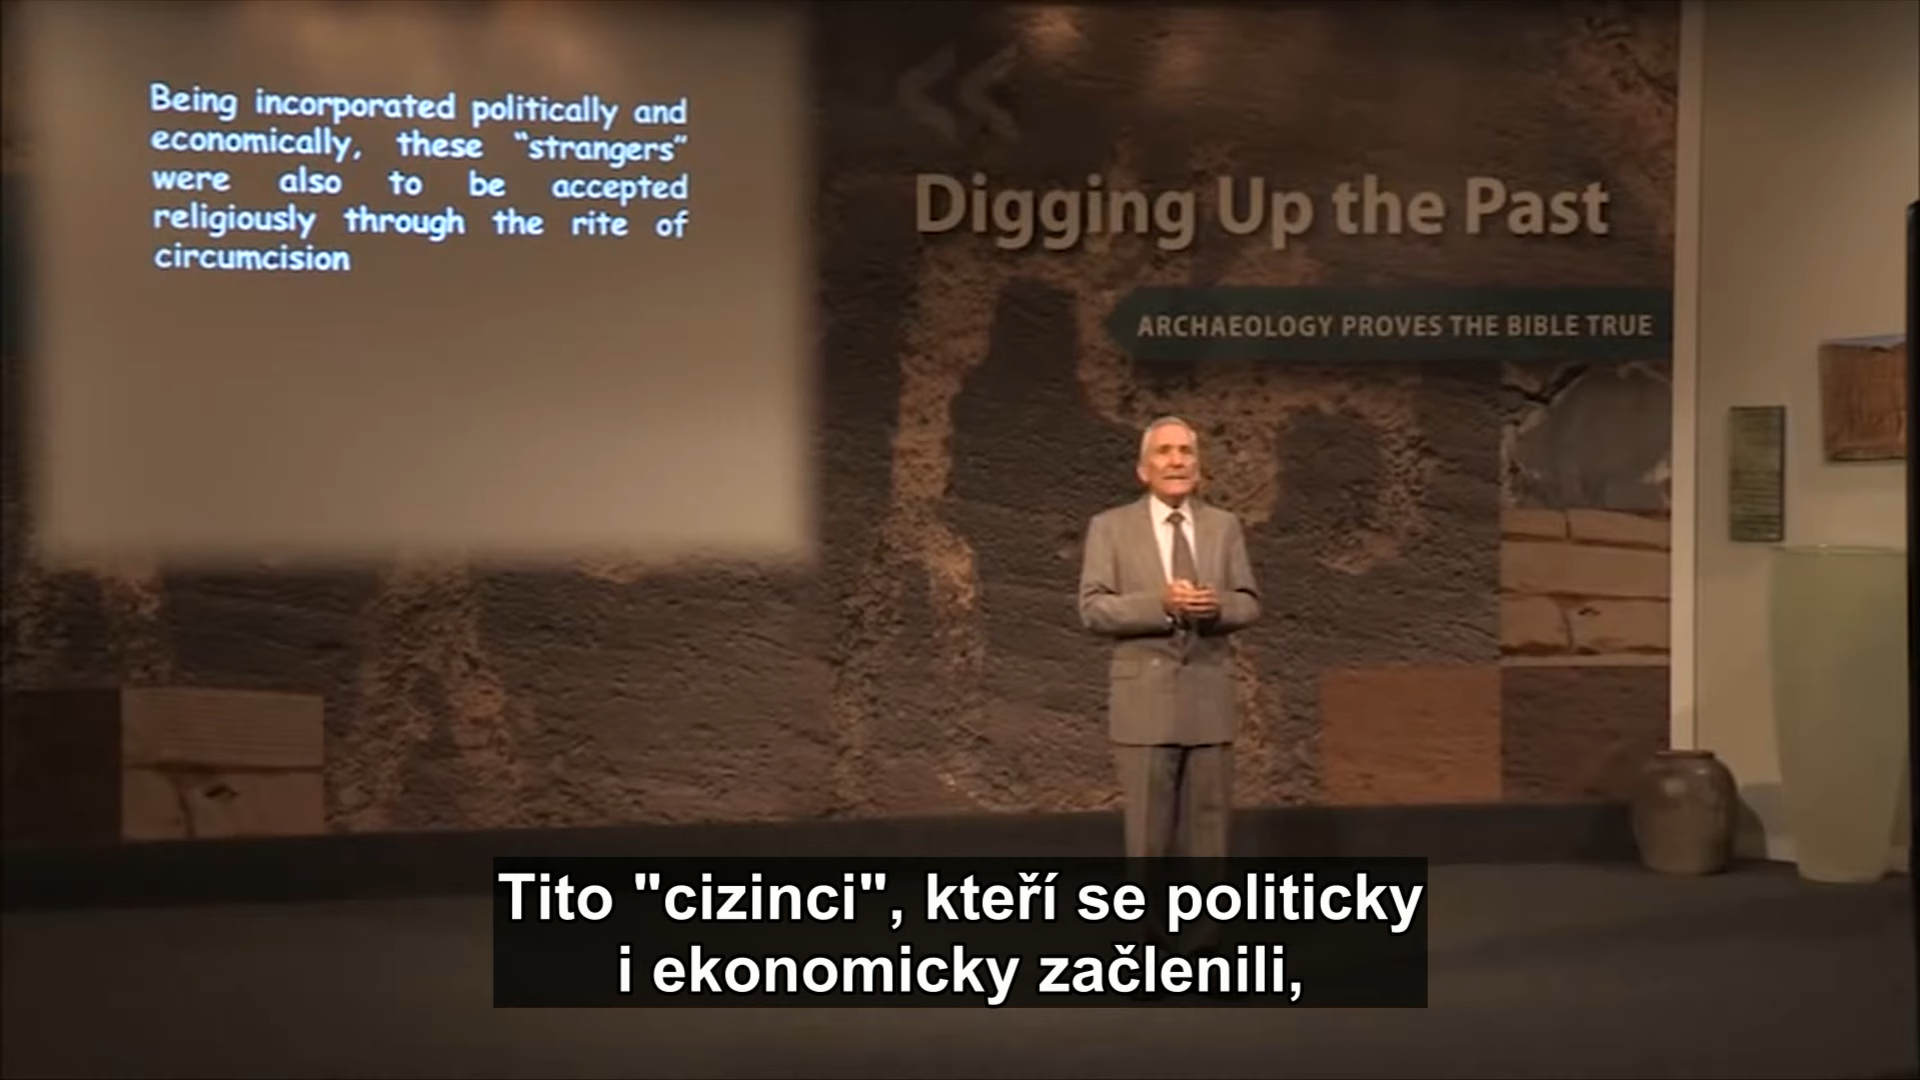 Being incorporated politically and
economically, these “strangers”
were also to be accepted
religiously through the rite of
circumcision
Digging Up the Past
ARCHAEOLOGY PROVES THE BIBLE TRUE
Tito "cizinci", kteří se politicky
i ekonomicky začlenili,